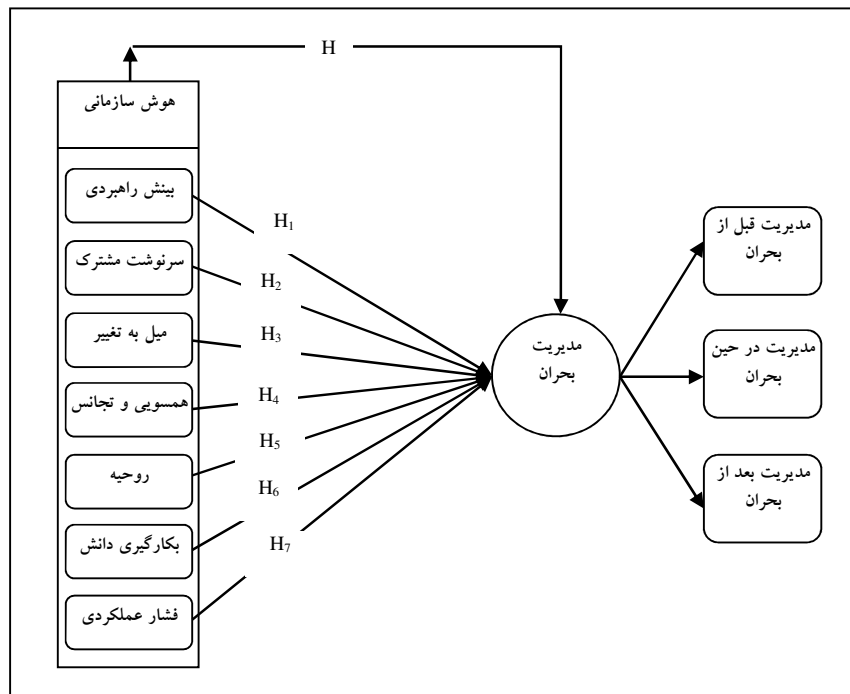 H
هوش سازمانی
بینش راهبردی
سرنوشت مشترک
میل به تغییر
همسویی و تجانس
روحیه
بکارگیری دانش
فشار عملکردی
H1
H2
H3
H4
H5
H6
H7
مدیریت
بحران
مدیریت قبل از
بحران
مدیریت در حین
بحران
مدیریت بعد از
بحران